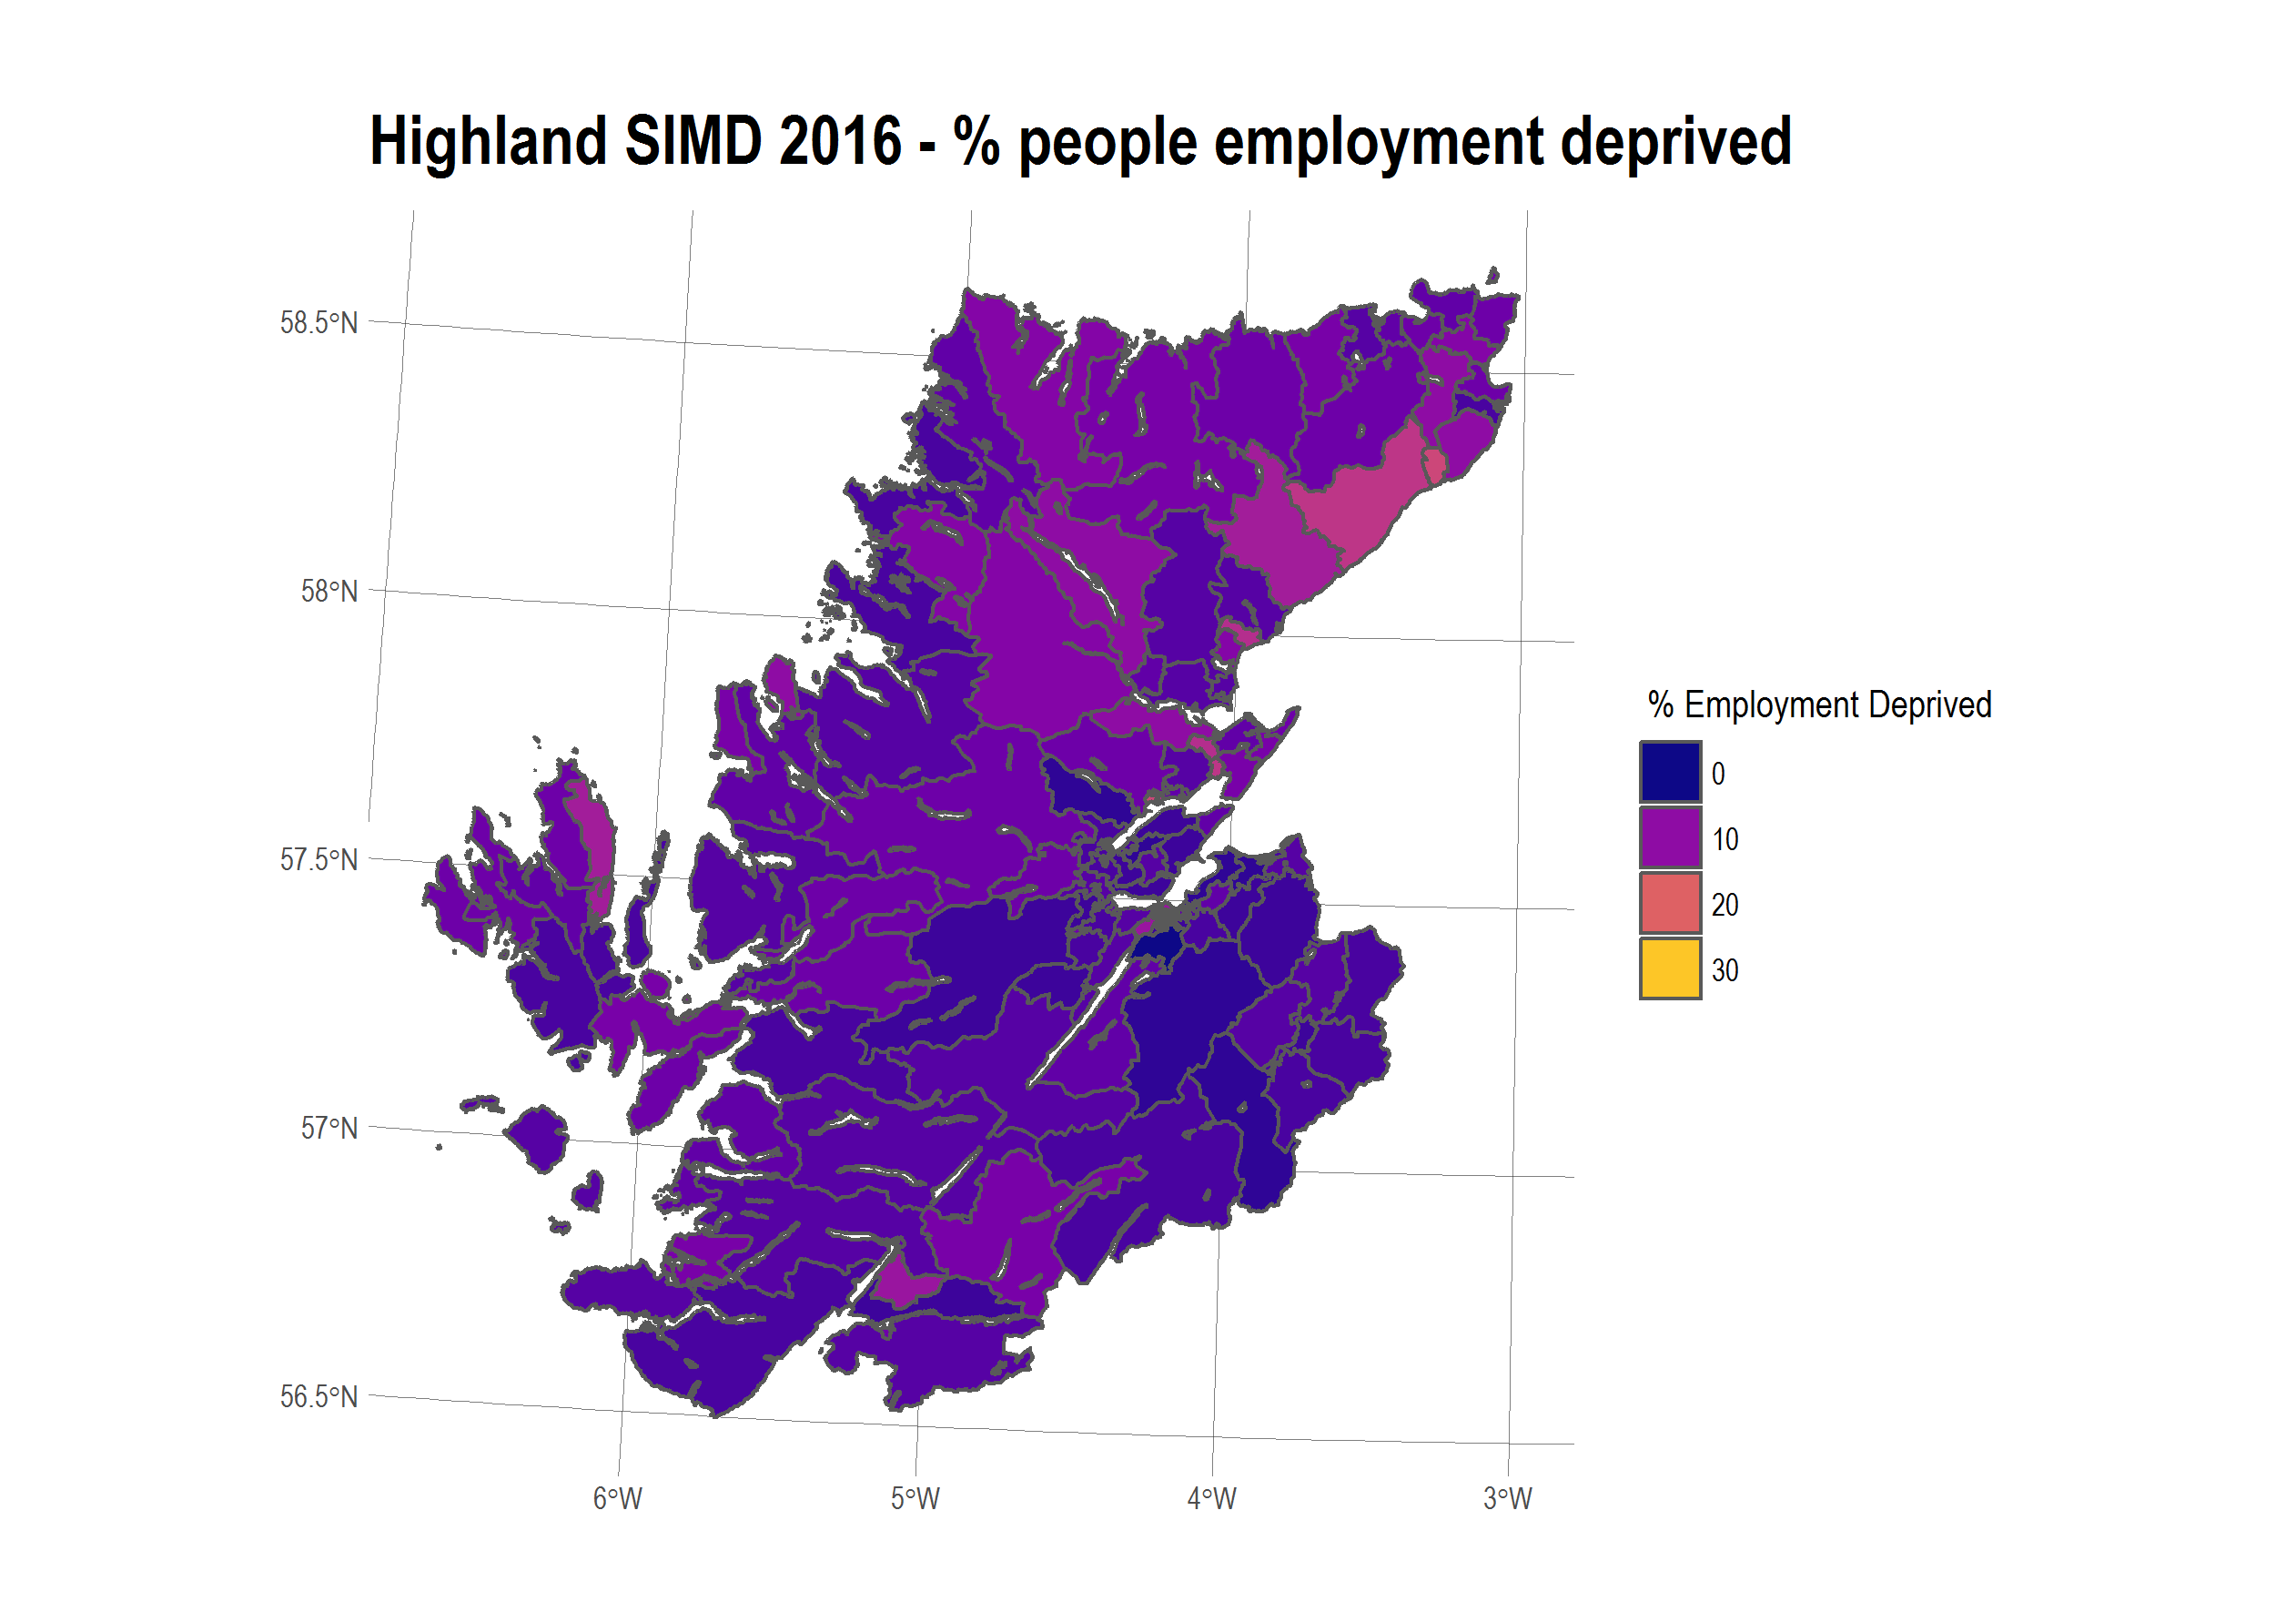 Highland SIMD 2016 - % people employment deprived
58.5°N
58°N
57.5°N
57°N
56.5°N
6°W
5°W
4°W
3°W
% Employment Deprived
0
10
20
30